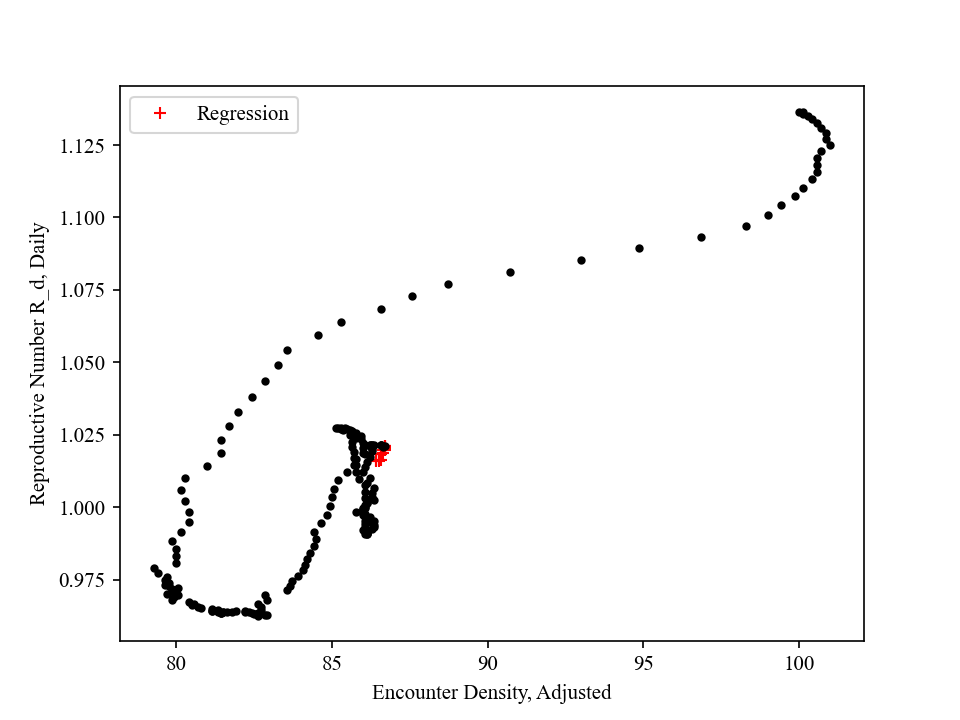 Regression
1.125
1.100
1.075
1.050
1.025
1.000
0.975
Reproductive Number R_d, Daily
80 85 90 95 100
Encounter Density, Adjusted